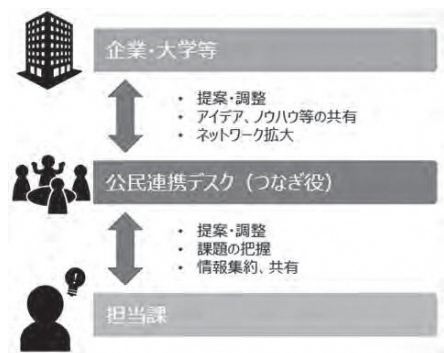 企業・大学等
・ 提案・調整
・ アイデア、ノウハウ等の共有
・ ネットワーク拡大
公民連携デスク（つなぎ役）
・ 提案・調整
・ 課題の把握
・ 情報集約、共有
担当課